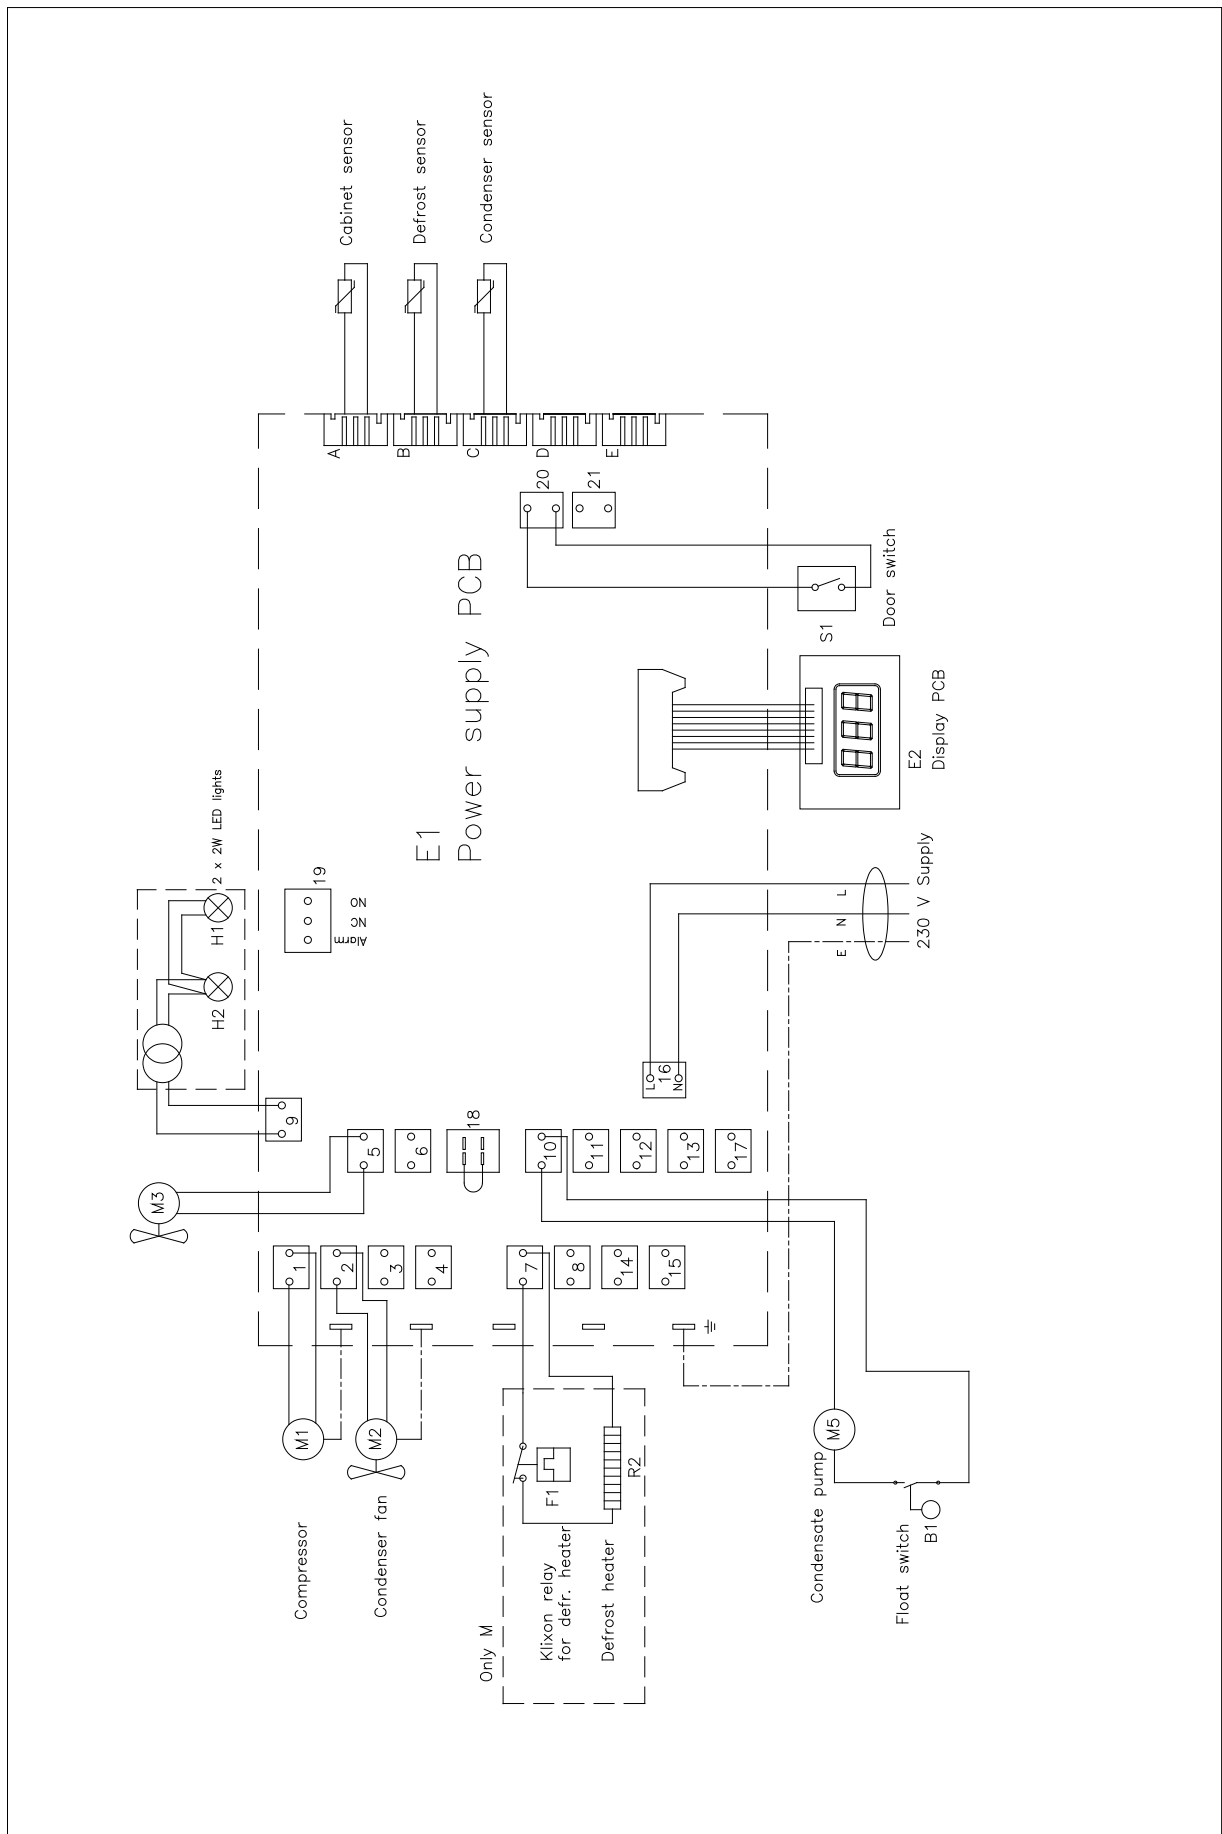 Cabinet sensor
Defrost sensor
Condenser sensor
A
B
C
D
E
20
21
Door switch
S1
E1
Power supply PCB
E2
Display PCB
2 x 2W LED lights
H1
H2
19
NO
NC
Alarm
L
N
E
230 V Supply
L
16
N
9
5
6
18
10
11
12
13
17
M3
1
2
3
4
7
8
14
15
M1
M2
Compressor
Condenser fan
Only M
F1
R2
Klixon relay
for defr. heater
Defrost heater
M5
Condensate pump
Float switch
B1